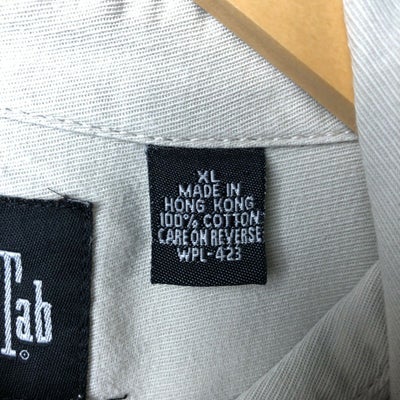 XL
MADE IN
HONG KONG
100% COTTON
CARE ON REVERSE
WPL-423
Tab